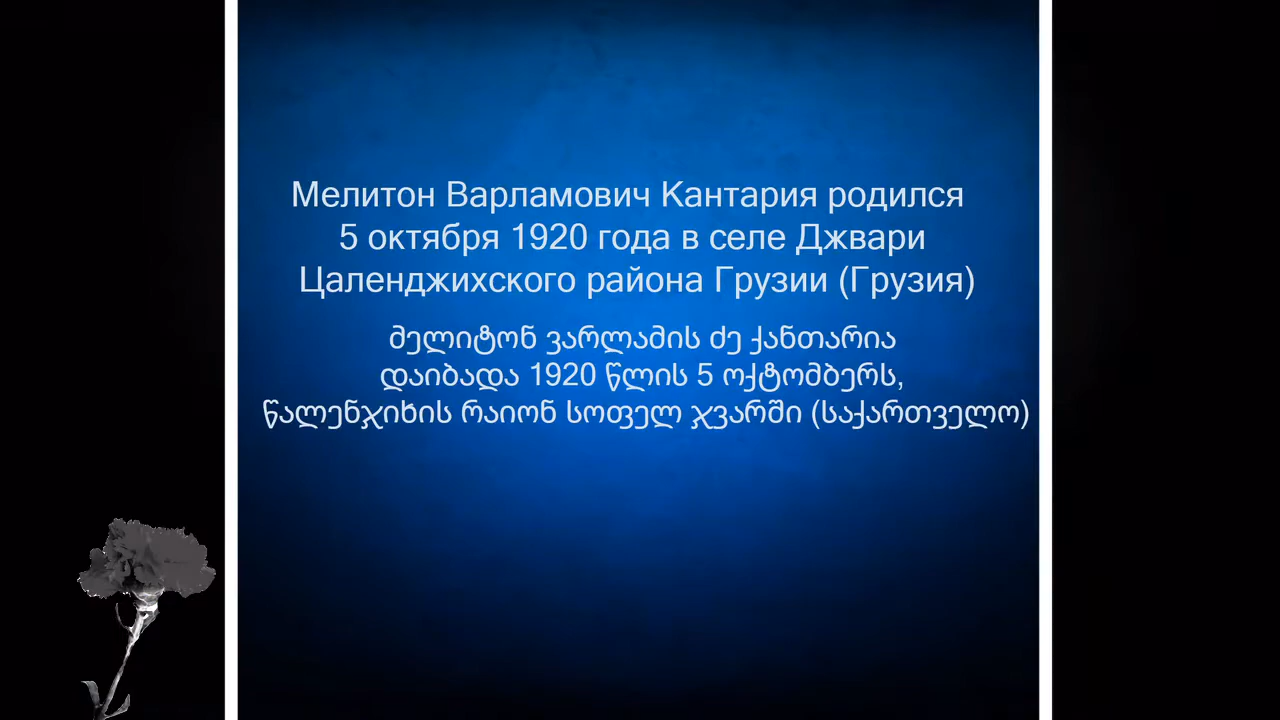 Мелитон Варламович Кантария родился
5 октября 1920 года в селе Джвари
Цаленджихского района Грузии (Грузия)
მელიტონ ვარლამის ძე ქანთარია
დაიბადა 1920 წლის 5 ოქტომბერს,
წალენჯიხის რაიონ სოფელ ჯვარში (საქართველო)